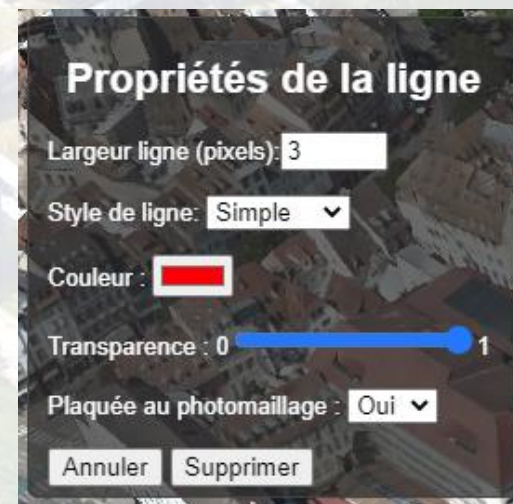 Propriétés de la ligne
Largeur ligne (pixels): 3
Style de ligne: Simple
Couleur :
Transparence : 0 1
Plaquée au photomaillage : Oui
Annuler Supprimer